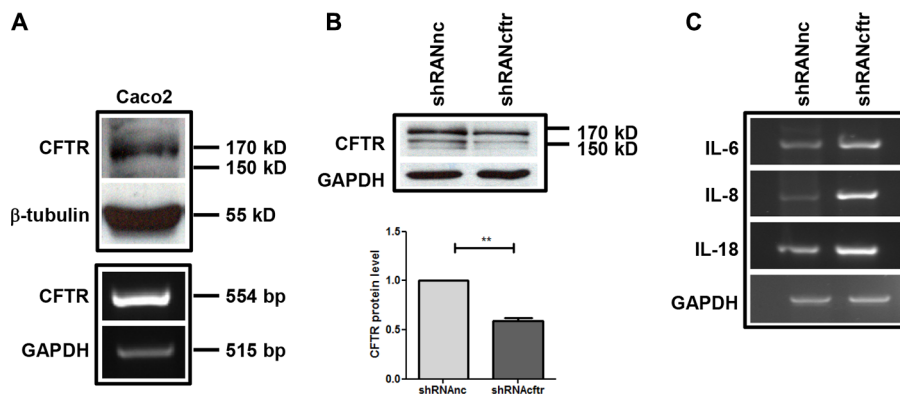 A
Caco2
CFTR
170 kD
150 kD
β-tubulin
55 kD
CFTR
554 bp
GAPDH
515 bp
B
shRANnc
shRANcftr
CFTR
170 kD
150 kD
GAPDH
CFTR protein level
1.5
1.0
0.5
0.0
**
shRNAnc
shRNAcftr
C
shRANnc
shRANcftr
IL-6
IL-8
IL-18
GAPDH